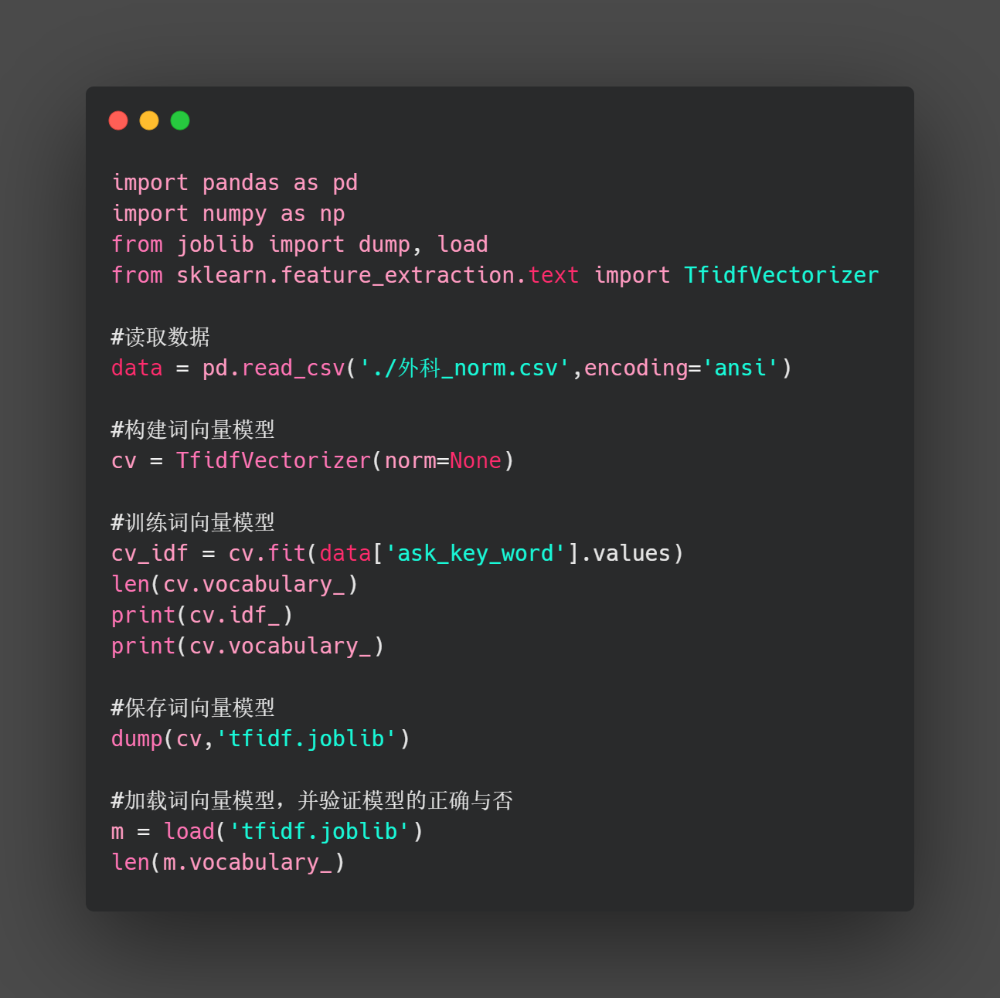 import pandas as pd
import numpy as np
from joblib import dump, load
from sklearn.feature_extraction.text import TfidfVectorizer
#读取数据
data = pd.read_csv('./外科_norm.csv',encoding='ansi')
#构建词向量模型
cv = TfidfVectorizer(norm=None)
#训练词向量模型
cv_idf = cv.fit(data['ask_key_word'].values)
len(cv.vocabulary_)
print(cv.idf_)
print(cv.vocabulary_)
#保存词向量模型
dump(cv,'tfidf.joblib')
#加载词向量模型，并验证模型的正确与否
m = load('tfidf.joblib')
len(m.vocabulary_)